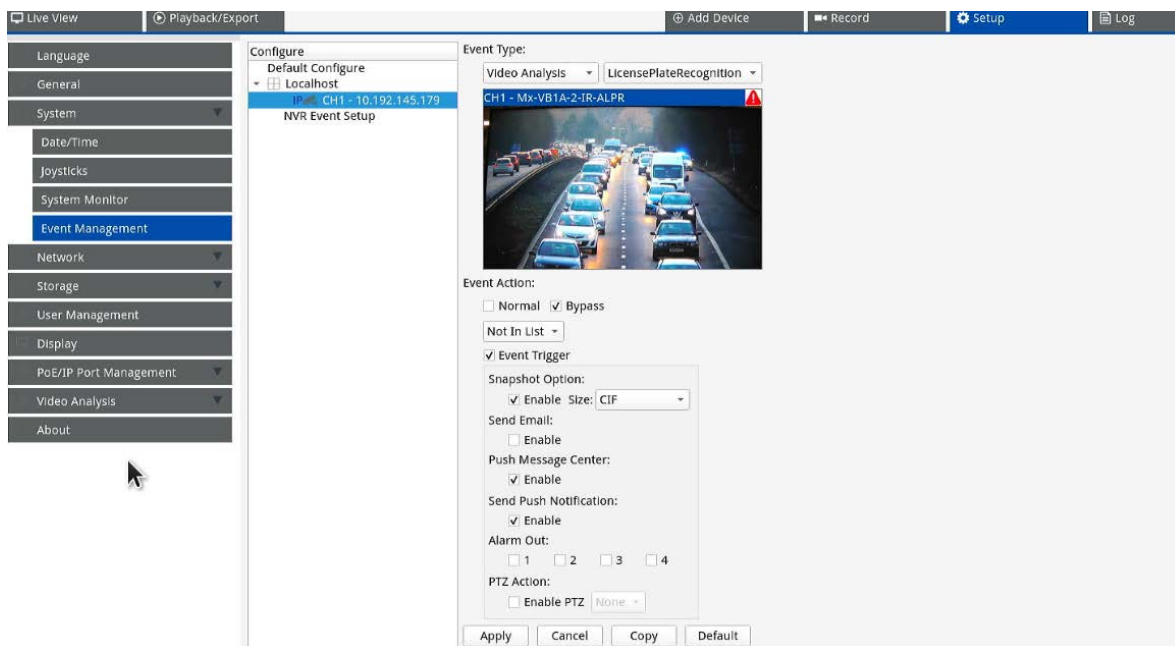 Live View
Playback/Export
Add Device
Record
Setup
Log
Language
General
System
Date/Time
Joysticks
System Monitor
Event Management
Network
Storage
User Management
Display
PoE/IP Port Management
Video Analysis
About
Configure
Default Configure
Localhost
IP CH1 - 10.192.145.179
NVR Event Setup
Event Type:
Video Analysis LicensePlateRecognition
CH1 - Mx-VB1A-2-IR-ALPR
Event Action:
Normal Bypass
Not In List
Event Trigger
Snapshot Option:
Enable Size: CIF
Send Email:
Enable
Push Message Center:
Enable
Send Push Notification:
Enable
Alarm Out:
1 2 3 4
PTZ Action:
Enable PTZ None
Apply Cancel Copy Default